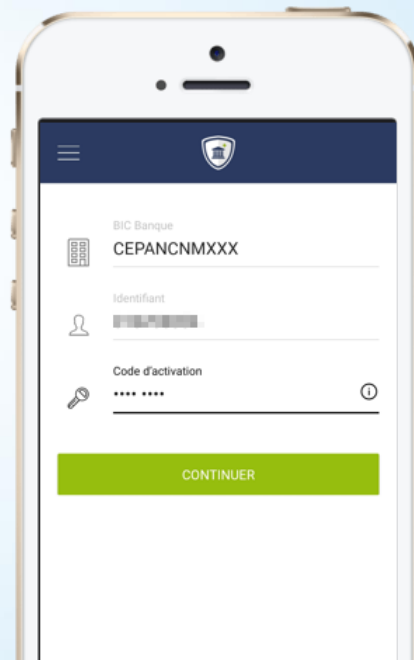 BIC Banque
CEPANCNMXXX
Identifiant
Code d'activation
•••• ••••
CONTINUER